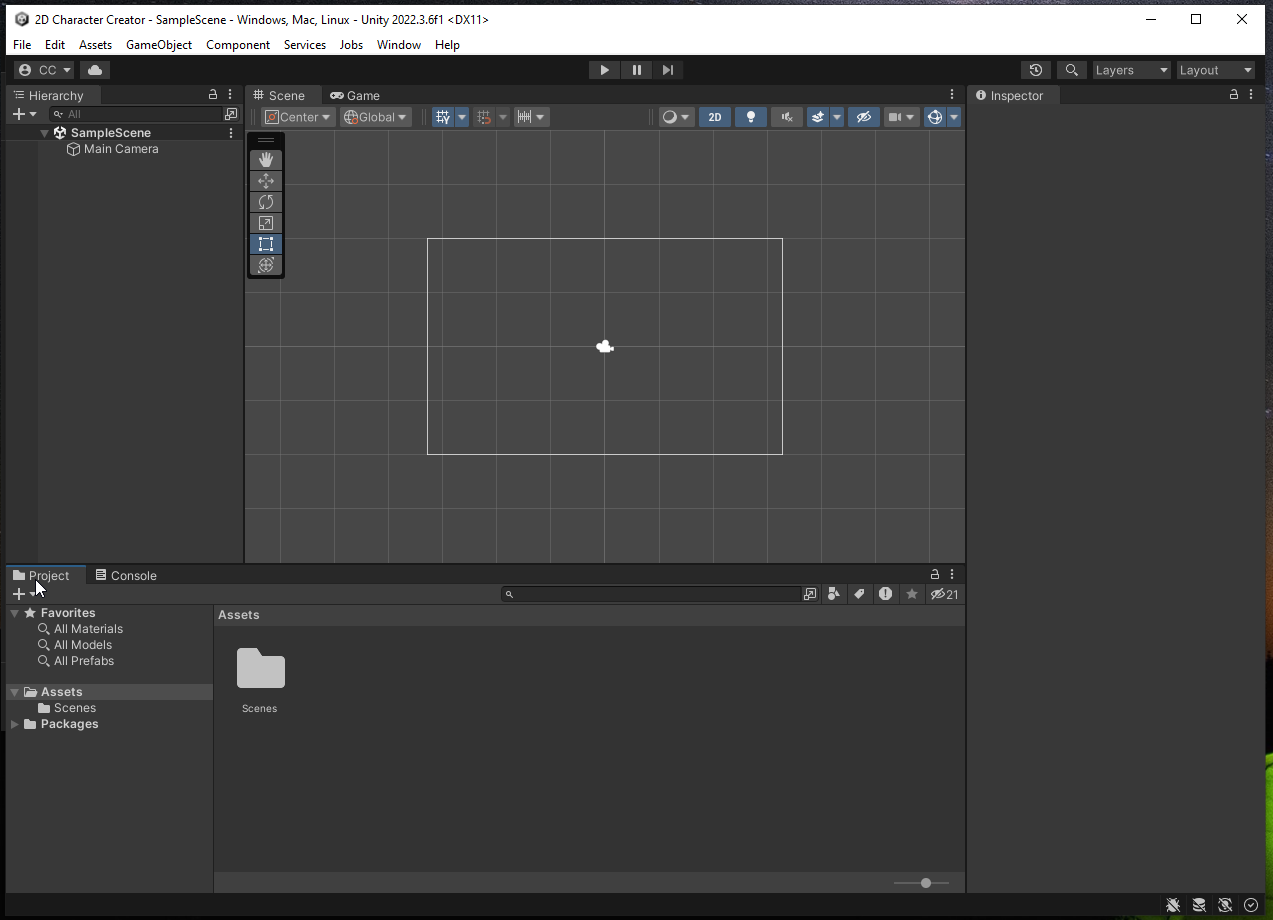 2D Character Creator - SampleScene - Windows, Mac, Linux - Unity 2022.3.6f1 <DX11>
File Edit Assets GameObject Component Services Jobs Window Help
CC Layers Layout
Hierarchy
All
SampleScene
Main Camera
Scene Game
Center Global 2D
Inspector
Project Console
21
Favorites
All Materials
All Models
All Prefabs
Assets
Scenes
Packages
Assets
Scenes